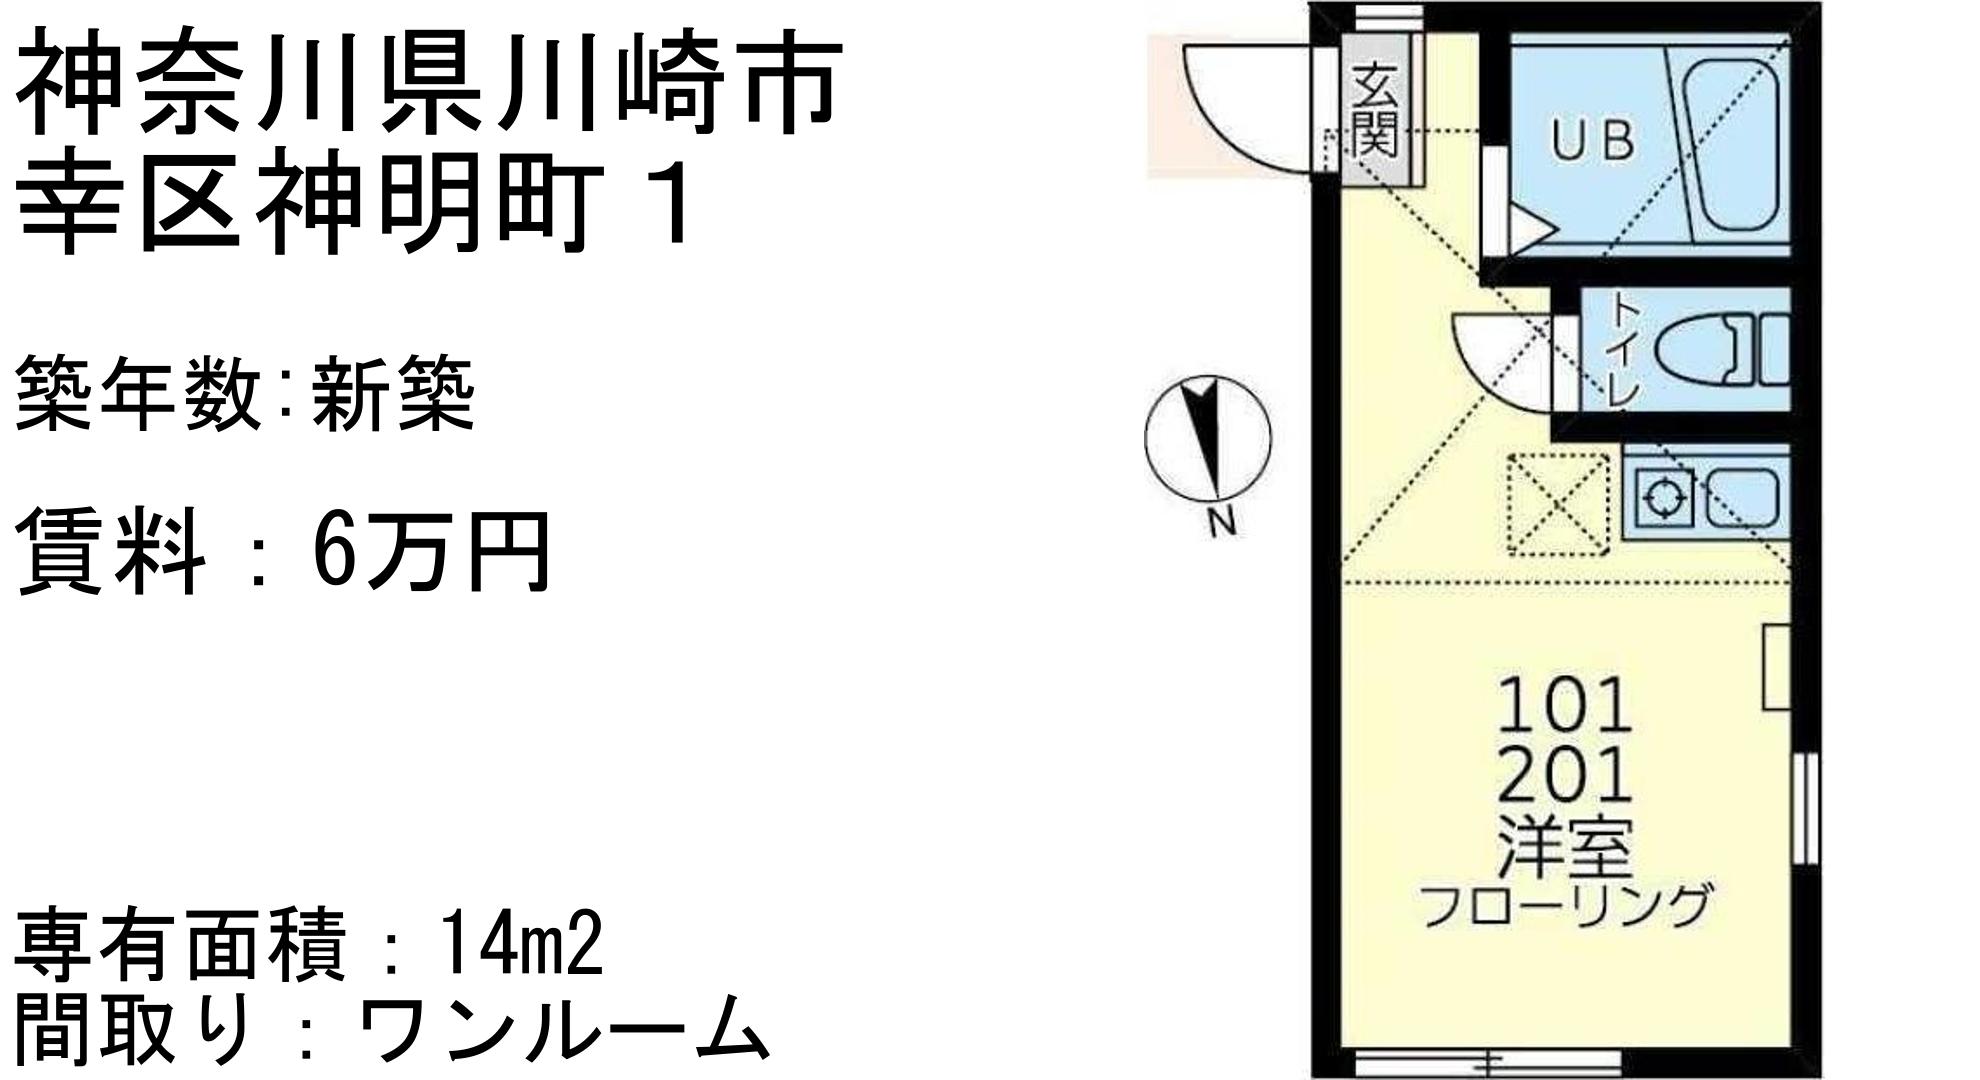 神奈川県川崎市
幸区神明町１
築年数:新築
賃料：6万円
専有面積：14m2
間取り：ワンルーム
玄関
UB
トイレ
N
101
201
洋室
フローリング